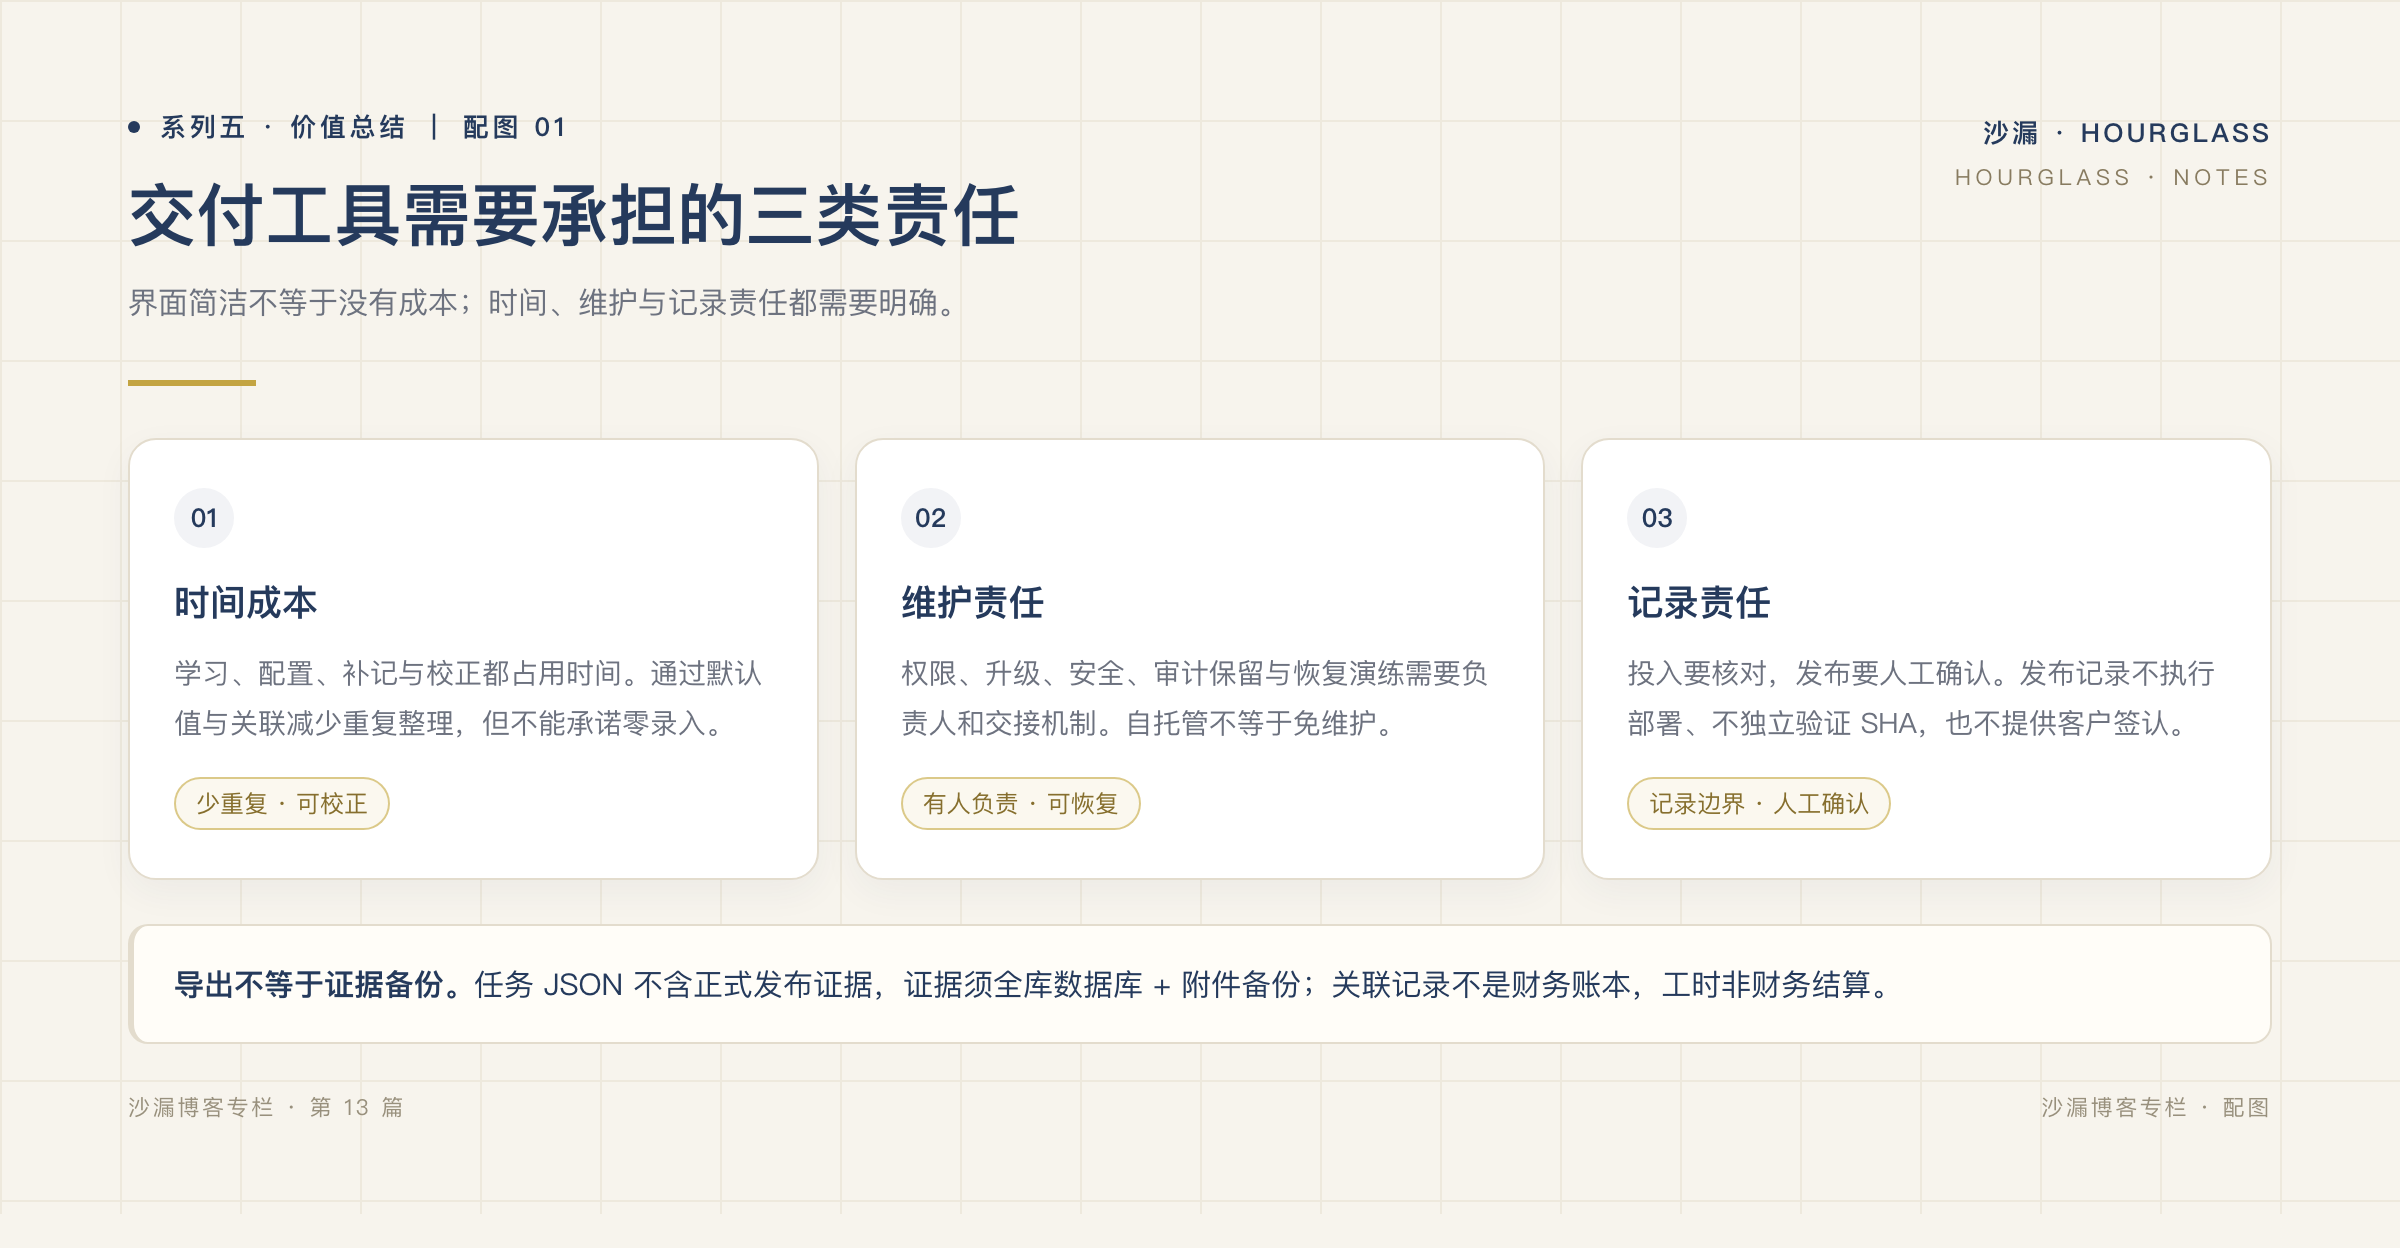 系列五 · 价值总结 | 配图 01
沙漏 · HOURGLASS
HOURGLASS · NOTES
交付工具需要承担的三类责任
界面简洁不等于没有成本；时间、维护与记录责任都需要明确。
01
时间成本
学习、配置、补记与校正都占用时间。通过默认
值与关联减少重复整理，但不能承诺零录入。
少重复 · 可校正
02
维护责任
权限、升级、安全、审计保留与恢复演练需要负
责人和交接机制。自托管不等于免维护。
有人负责 · 可恢复
03
记录责任
投入要核对，发布要人工确认。发布记录不执行
部署、不独立验证 SHA，也不提供客户签认。
记录边界 · 人工确认
导出不等于证据备份。任务 JSON 不含正式发布证据，证据须全库数据库 + 附件备份；关联记录不是财务账本，工时非财务结算。
沙漏博客专栏 · 第 13 篇
沙漏博客专栏 · 配图